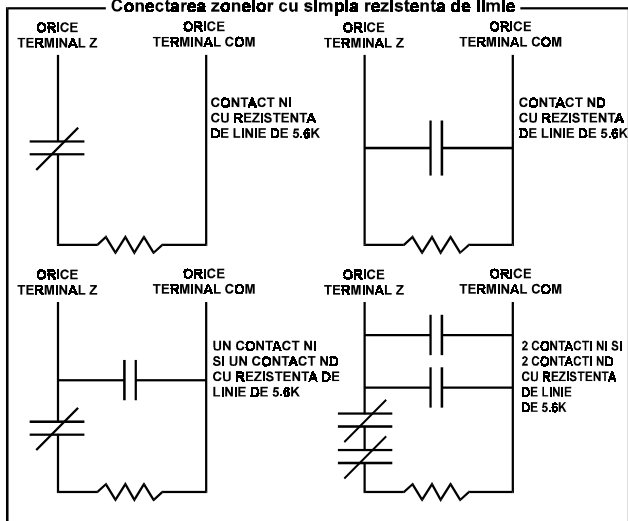 Conectarea zonelor cu simpla rezistenta de limie
ORICE
TERMINAL Z
ORICE
TERMINAL COM
CONTACT NI
CU REZISTENTA
DE LINIE DE 5.6K
ORICE
TERMINAL Z
ORICE
TERMINAL COM
CONTACT ND
CU REZISTENTA
DE LINIE DE 5.6K
ORICE
TERMINAL Z
ORICE
TERMINAL COM
UN CONTACT NI
SI UN CONTACT ND
CU REZISTENTA DE
LINIE DE 5.6K
ORICE
TERMINAL Z
ORICE
TERMINAL COM
2 CONTACTI NI SI
2 CONTACTI ND
CU REZISTENTA
DE LINIE
DE 5.6K